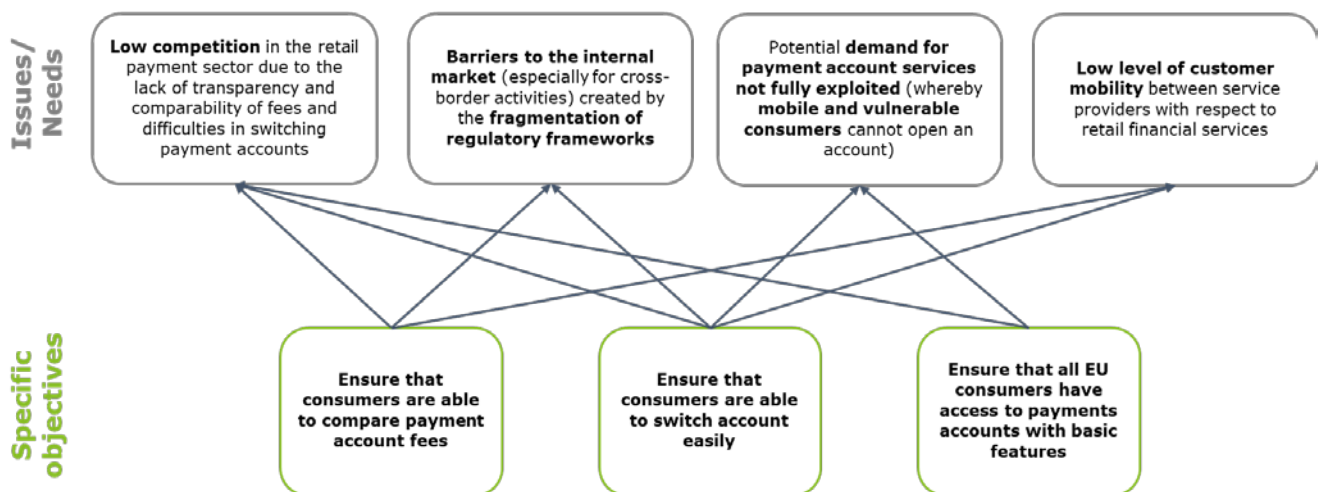 Issues/
Needs
Low competition in the retail
payment sector due to the
lack of transparency and
comparability of fees and
difficulties in switching
payment accounts
Barriers to the internal
market (especially for cross-
border activities) created by
the fragmentation of
regulatory frameworks
Potential demand for
payment account services
not fully exploited (whereby
mobile and vulnerable
consumers cannot open an
account)
Low level of customer
mobility between service
providers with respect to
retail financial services
Specific
objectives
Ensure that
consumers are able
to compare payment
account fees
Ensure that
consumers are able
to switch account
easily
Ensure that all EU
consumers have
access to payments
accounts with basic
features